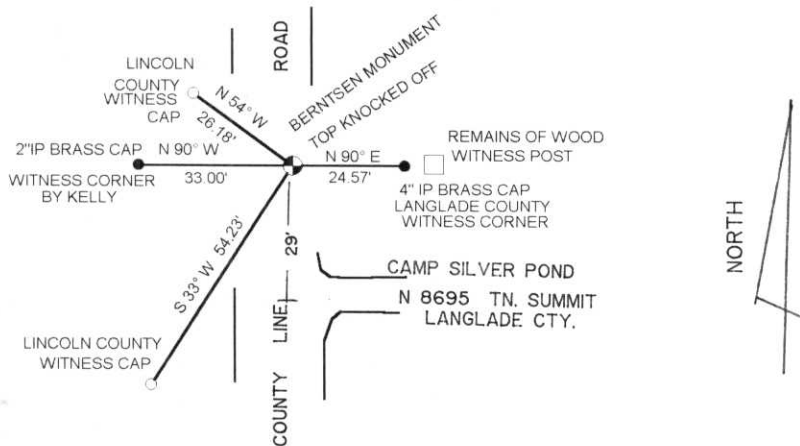 ROAD
BERNTSEN MONUMENT
TOP KNOCKED OFF
LINCOLN
COUNTY
WITNESS
CAP
N 54° W
26.18'
2"IP BRASS CAP
WITNESS CORNER
BY KELLY
N 90° W
33.00'
N 90° E
24.57'
REMAINS OF WOOD
WITNESS POST
4" IP BRASS CAP
LANGLADE COUNTY
WITNESS CORNER
S 33° W 54.23'
29'
CAMP SILVER POND
N 8695 TN. SUMMIT
LANGLADE CTY.
LINCOLN COUNTY
WITNESS CAP
COUNTY LINE
NORTH